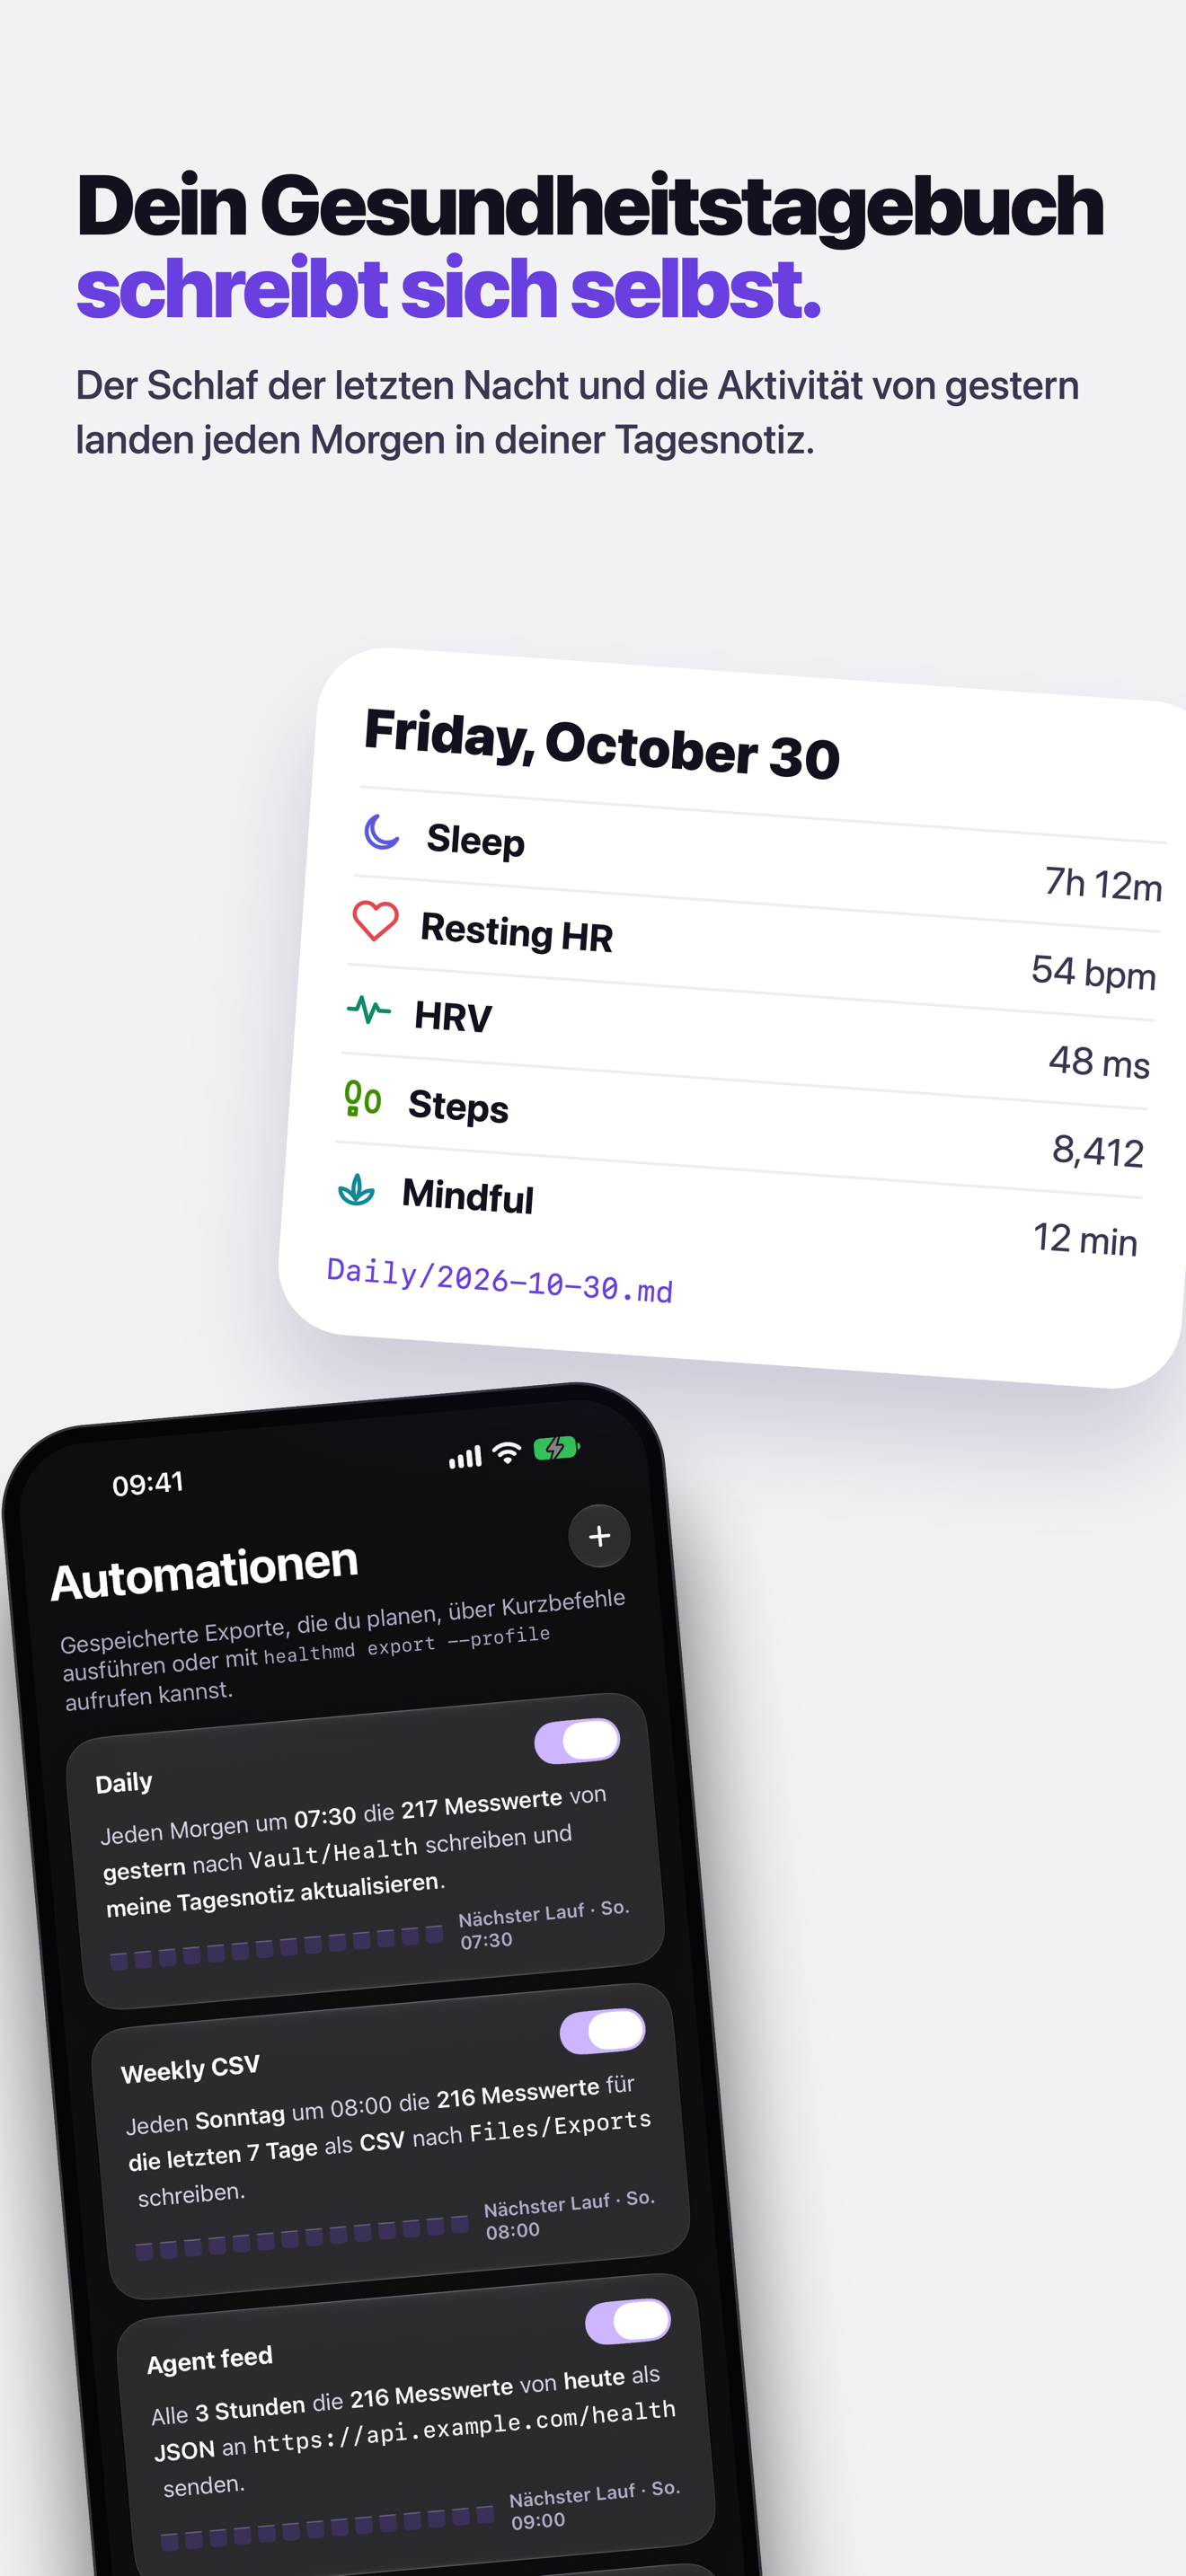 Dein Gesundheitstagebuch
schreibt sich selbst.
Der Schlaf der letzten Nacht und die Aktivität von gestern
landen jeden Morgen in deiner Tagesnotiz.
Friday, October 30
Sleep 7h 12m
Resting HR 54 bpm
HRV 48 ms
Steps 8,412
Mindful 12 min
Daily/2026-10-30.md
09:41
Automationen
Gespeicherte Exporte, die du planen, über Kurzbefehle
ausführen oder mit healthmd export --profile
aufrufen kannst.
Daily
Jeden Morgen um 07:30 die 217 Messwerte von
gestern nach Vault/Health schreiben und
meine Tagesnotiz aktualisieren.
Nächster Lauf · So.
07:30
Weekly CSV
Jeden Sonntag um 08:00 die 216 Messwerte für
die letzten 7 Tage als CSV nach Files/Exports
schreiben.
Nächster Lauf · So.
08:00
Agent feed
Alle 3 Stunden die 216 Messwerte von heute als
JSON an https://api.example.com/health
senden.
Nächster Lauf · So.
09:00